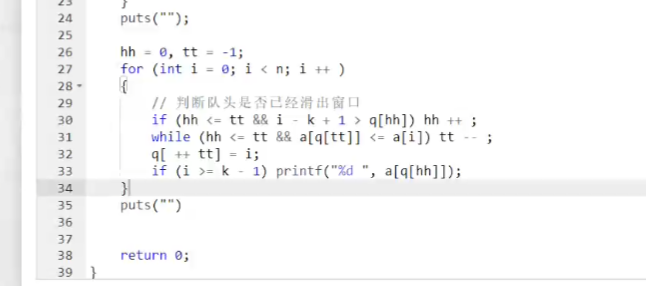 23 }
24 puts("");
25
26 hh = 0, tt = -1;
27 for (int i = 0; i < n; i ++ )
28 {
29 // 判断队头是否已经滑出窗口
30 if (hh <= tt && i - k + 1 > q[hh]) hh ++ ;
31 while (hh <= tt && a[q[tt]] <= a[i]) tt -- ;
32 q[ ++ tt] = i;
33 if (i >= k - 1) printf("%d ", a[q[hh]]);
34 }
35 puts("")
36
37
38 return 0;
39 }